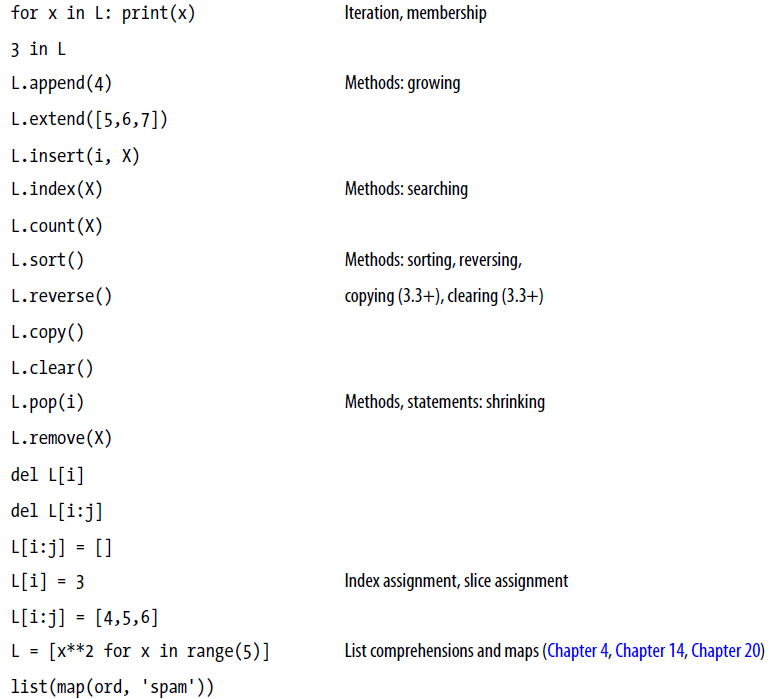 for x in L: print(x) Iteration, membership
3 in L
L.append(4) Methods: growing
L.extend([5,6,7])
L.insert(i, X)
L.index(X) Methods: searching
L.count(X)
L.sort() Methods: sorting, reversing,
L.reverse() copying (3.3+), clearing (3.3+)
L.copy()
L.clear()
L.pop(i) Methods, statements: shrinking
L.remove(X)
del L[i]
del L[i:j]
L[i:j] = []
L[i] = 3 Index assignment, slice assignment
L[i:j] = [4,5,6]
L = [x**2 for x in range(5)] List comprehensions and maps (Chapter 4, Chapter 14, Chapter 20)
list(map(ord, 'spam'))